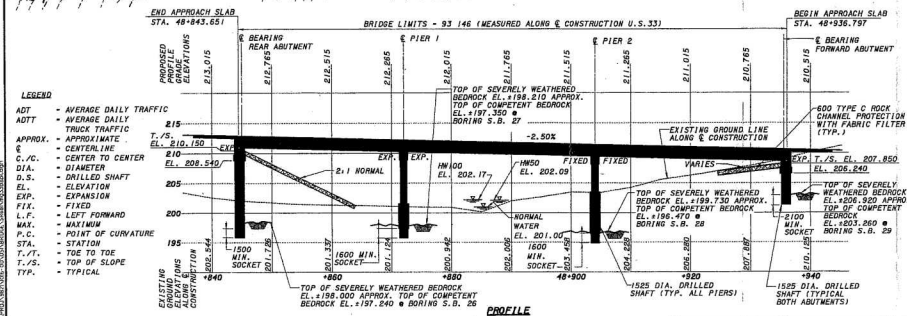 END APPROACH SLAB
STA. 48+843.651
BRIDGE LIMITS - 93 146 (MEASURED ALONG ℄ CONSTRUCTION U.S.33)
BEGIN APPROACH SLAB
STA. 48+936.797
℄ BEARING
REAR ABUTMENT
℄ PIER 1
℄ PIER 2
℄ BEARING
FORWARD ABUTMENT
PROPOSED
PROFILE
GRADE
ELEVATIONS
213.015
212.765
212.515
212.265
212.015
211.765
211.515
211.265
211.015
210.765
210.515
LEGEND
ADT - AVERAGE DAILY TRAFFIC
ADTT - AVERAGE DAILY
TRUCK TRAFFIC
APPROX. - APPROXIMATE
℄ - CENTERLINE
C./C. - CENTER TO CENTER
DIA. - DIAMETER
D.S. - DRILLED SHAFT
EL. - ELEVATION
EXP. - EXPANSION
FIX. - FIXED
L.F. - LEFT FORWARD
MAX. - MAXIMUM
P.C. - POINT OF CURVATURE
STA. - STATION
T./T. - TOE TO TOE
T./S. - TOP OF SLOPE
TYP. - TYPICAL
TOP OF SEVERELY WEATHERED
BEDROCK EL. ±198.210 APPROX.
TOP OF COMPETENT BEDROCK
EL. ±197.350 @
BORING S.B. 27
600 TYPE C ROCK
CHANNEL PROTECTION
WITH FABRIC FILTER
(TYP.)
215
T./S.
EL. 210.150
210
EL. 208.540
205
200
195
EXP.
-2.50%
EXISTING GROUND LINE
ALONG ℄ CONSTRUCTION
2:1 NORMAL
EXP. EXP.
HW100
EL. 202.17
HW50
EL. 202.09
FIXED FIXED
VARIES
EXP. T./S. EL. 207.850
EL. 206.240
NORMAL
WATER
EL. 201.00
TOP OF SEVERELY WEATHERED
BEDROCK EL. ±199.730 APPROX.
TOP OF COMPETENT BEDROCK
EL. ±196.470 @
BORING S.B. 28
TOP OF SEVERELY
WEATHERED BEDROCK
EL. ±206.920 APPROX.
TOP OF COMPETENT
BEDROCK
EL. ±203.260 @
BORING S.B. 29
2100
MIN.
SOCKET
1500
MIN.
SOCKET
1600 MIN.
SOCKET
1600
MIN.
SOCKET
EXISTING
GROUND
ELEVATIONS
ALONG ℄
CONSTRUCTION
202.544
201.726
201.337
201.124
200.942
202.006
203.458
204.228
206.011
207.887
210.125
+840
+860
+880
48+900
+920
+940
TOP OF SEVERELY WEATHERED
BEDROCK EL. ±198.000 APPROX. TOP OF COMPETENT
BEDROCK EL. ±197.240 @ BORING S.B. 26
1525 DIA. DRILLED
SHAFT (TYP. ALL PIERS)
1525 DIA. DRILLED
SHAFT (TYPICAL
BOTH ABUTMENTS)
PROFILE